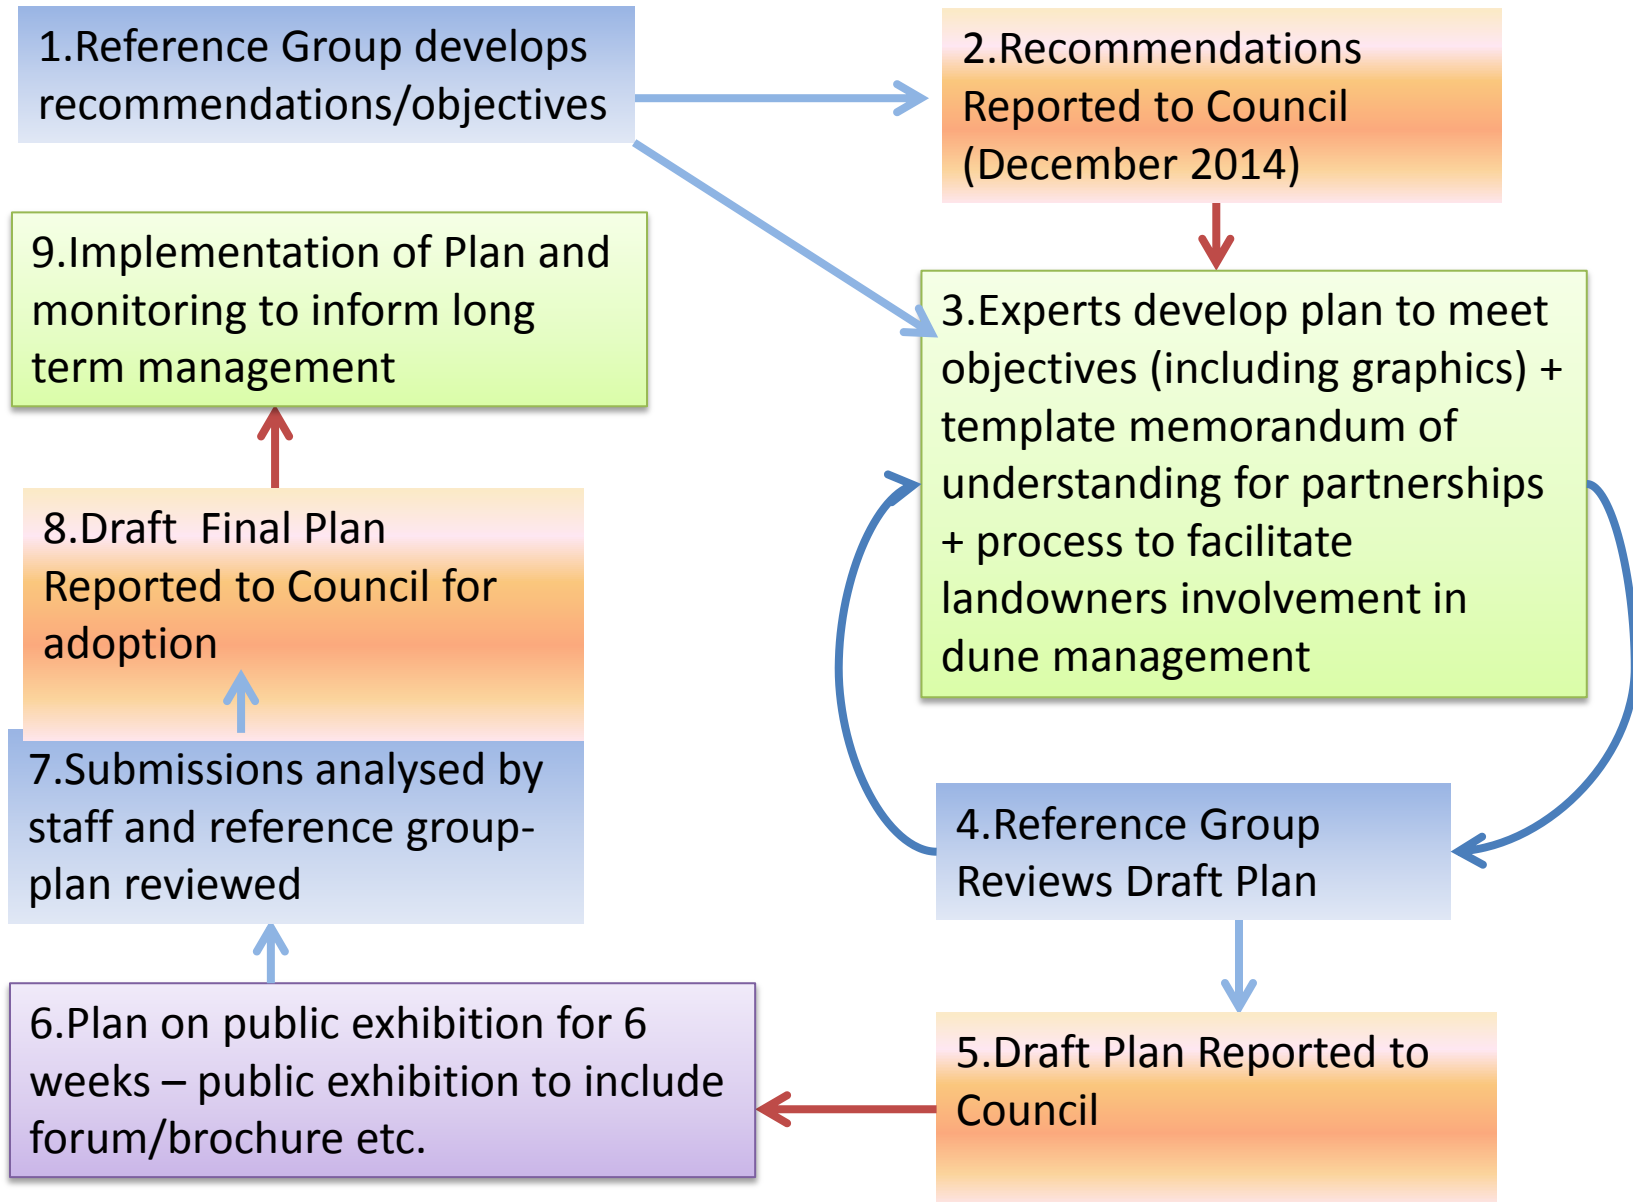 1.Reference Group develops
recommendations/objectives
2.Recommendations
Reported to Council
(December 2014)
3.Experts develop plan to meet
objectives (including graphics) +
template memorandum of
understanding for partnerships
+ process to facilitate
landowners involvement in
dune management
4.Reference Group
Reviews Draft Plan
5.Draft Plan Reported to
Council
6.Plan on public exhibition for 6
weeks – public exhibition to include
forum/brochure etc.
7.Submissions analysed by
staff and reference group-
plan reviewed
8.Draft  Final Plan
Reported to Council for
adoption
9.Implementation of Plan and
monitoring to inform long
term management